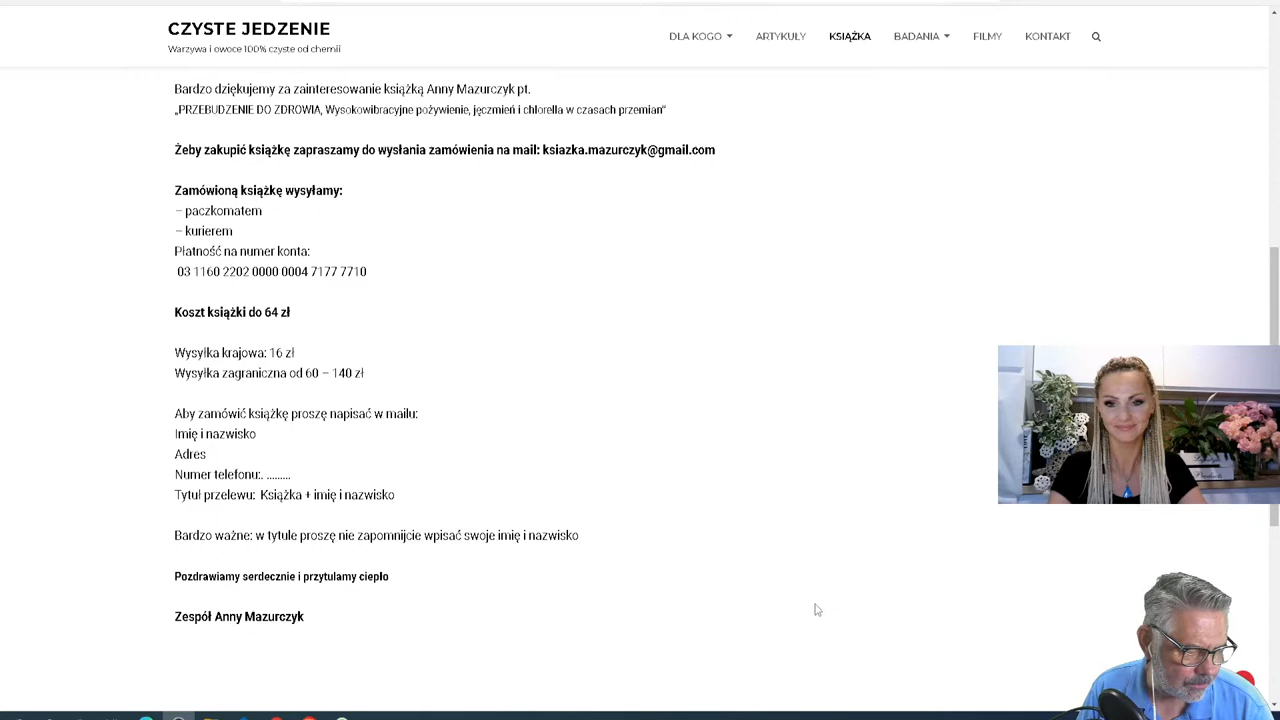 CZYSTE JEDZENIE
Warzywa i owoce 100% czyste od chemii
DLA KOGO ARTYKUŁY KSIĄŻKA BADANIA FILMY KONTAKT
Bardzo dziękujemy za zainteresowanie książką Anny Mazurczyk pt.
„PRZEBUDZENIE DO ZDROWIA, Wysokowibracyjne pożywienie, jęczmień i chlorella w czasach przemian“
Żeby zakupić książkę zapraszamy do wysłania zamówienia na mail: ksiazka.mazurczyk@gmail.com
Zamówioną książkę wysyłamy:
– paczkomatem
– kurierem
Płatność na numer konta:
03 1160 2202 0000 0004 7177 7710
Koszt książki do 64 zł
Wysyłka krajowa: 16 zł
Wysyłka zagraniczna od 60 – 140 zł
Aby zamówić książkę proszę napisać w mailu:
Imię i nazwisko
Adres
Numer telefonu:. .........
Tytuł przelewu: Książka + imię i nazwisko
Bardzo ważne: w tytule proszę nie zapomnijcie wpisać swoje imię i nazwisko
Pozdrawiamy serdecznie i przytulamy ciepło
Zespół Anny Mazurczyk